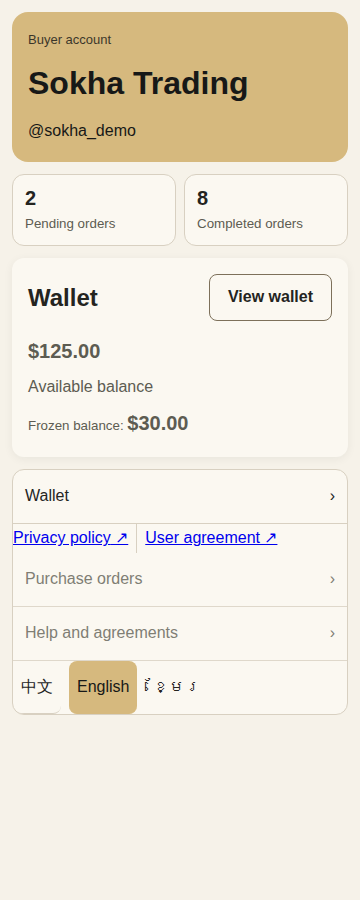 Buyer account
Sokha Trading
@sokha_demo
2
Pending orders
8
Completed orders
Wallet
View wallet
$125.00
Available balance
Frozen balance: $30.00
Wallet ›
Privacy policy ↗ User agreement ↗
Purchase orders ›
Help and agreements ›
中文 English ខ្មែរ